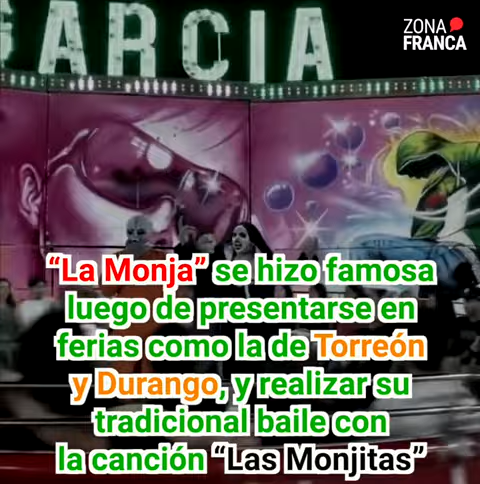 GARCIA
ZONA
FRANCA
“La Monja” se hizo famosa
luego de presentarse en
ferias como la de Torreón
y Durango, y realizar su
tradicional baile con
la canción “Las Monjitas”